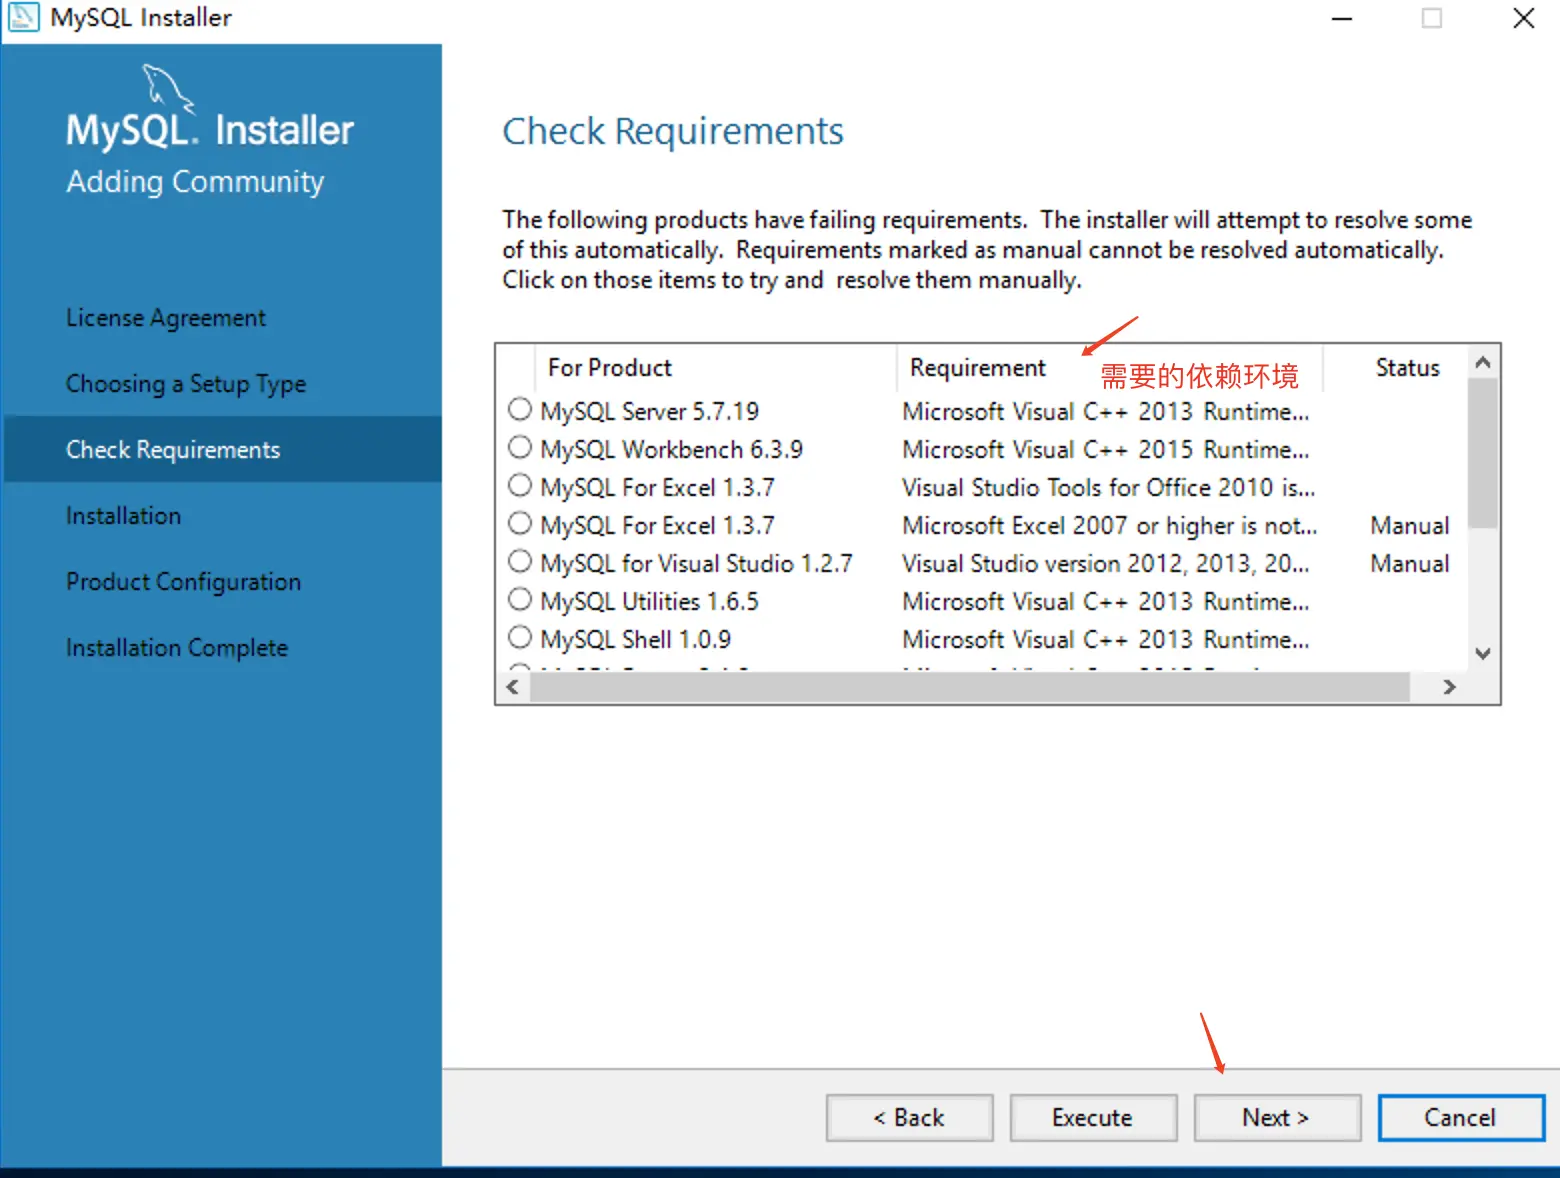 MySQL Installer
MySQL. Installer
Adding Community
License Agreement
Choosing a Setup Type
Check Requirements
Installation
Product Configuration
Installation Complete
Check Requirements
The following products have failing requirements.  The installer will attempt to resolve some
of this automatically.  Requirements marked as manual cannot be resolved automatically.
Click on those items to try and  resolve them manually.
For Product Requirement 需要的依赖环境 Status
MySQL Server 5.7.19 Microsoft Visual C++ 2013 Runtime...
MySQL Workbench 6.3.9 Microsoft Visual C++ 2015 Runtime...
MySQL For Excel 1.3.7 Visual Studio Tools for Office 2010 is...
MySQL For Excel 1.3.7 Microsoft Excel 2007 or higher is not... Manual
MySQL for Visual Studio 1.2.7 Visual Studio version 2012, 2013, 20... Manual
MySQL Utilities 1.6.5 Microsoft Visual C++ 2013 Runtime...
MySQL Shell 1.0.9 Microsoft Visual C++ 2013 Runtime...
< Back Execute Next > Cancel